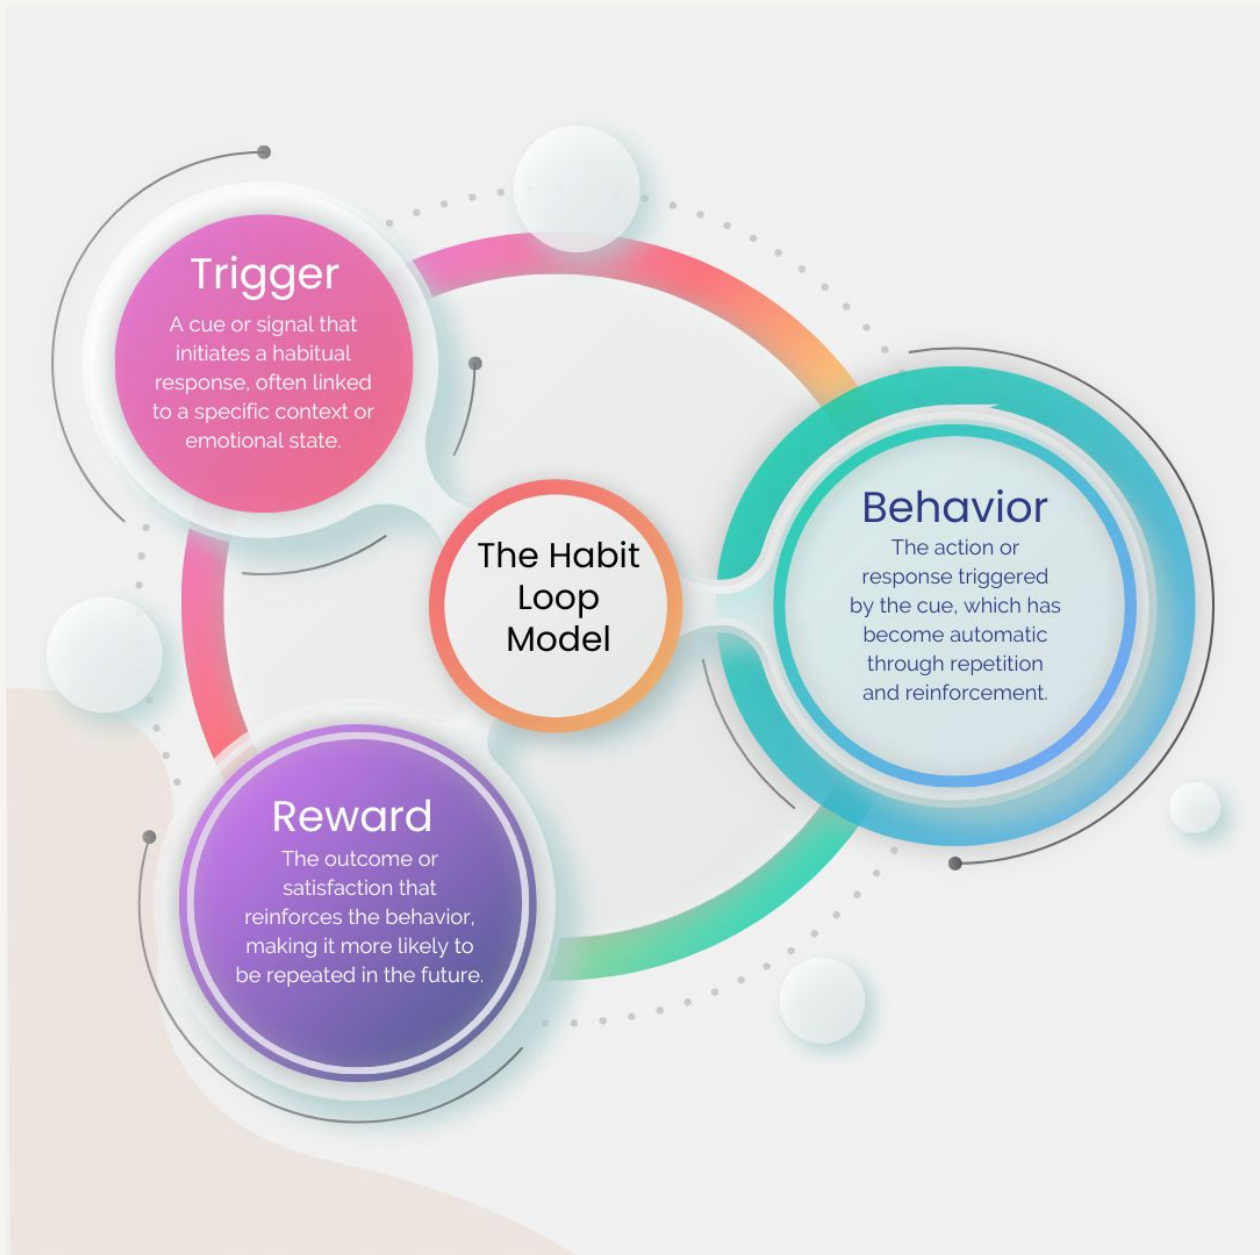 Trigger
A cue or signal that
initiates a habitual
response, often linked
to a specific context or
emotional state.
The Habit
Loop
Model
Behavior
The action or
response triggered
by the cue, which has
become automatic
through repetition
and reinforcement.
Reward
The outcome or
satisfaction that
reinforces the behavior,
making it more likely to
be repeated in the future.